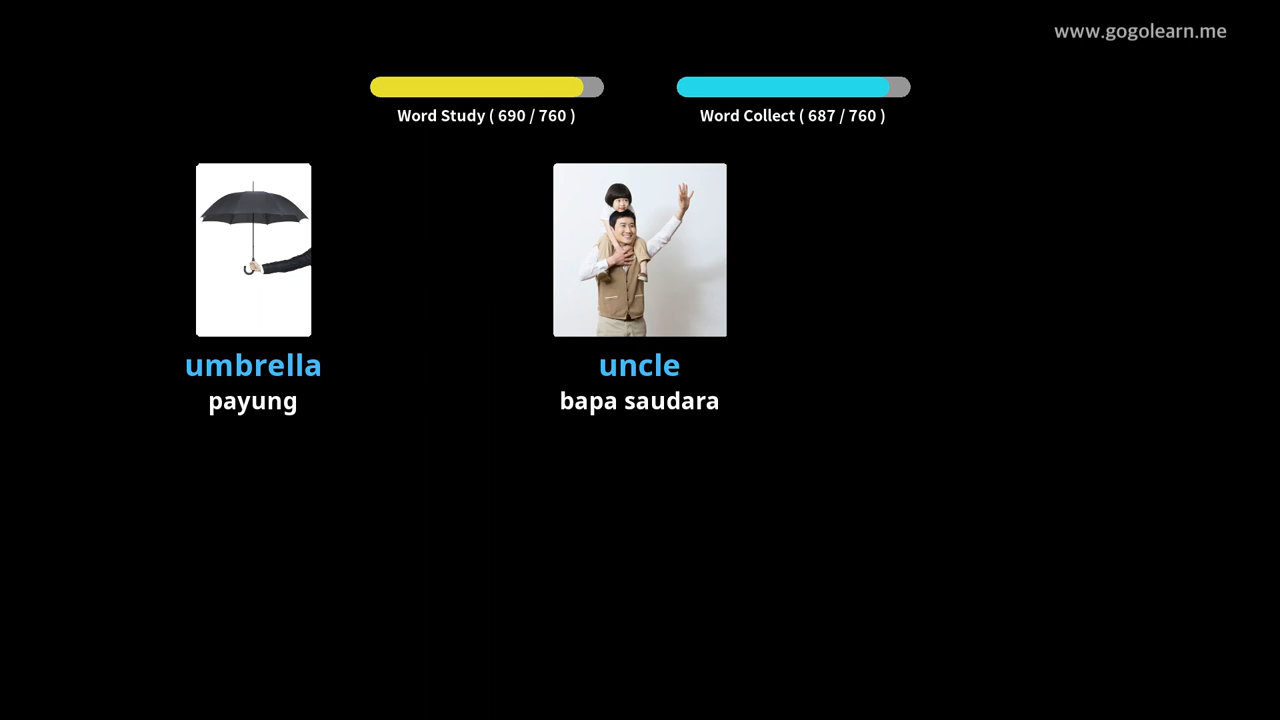 www.gogolearn.me
Word Study ( 690 / 760 )
Word Collect ( 687 / 760 )
umbrella
payung
uncle
bapa saudara